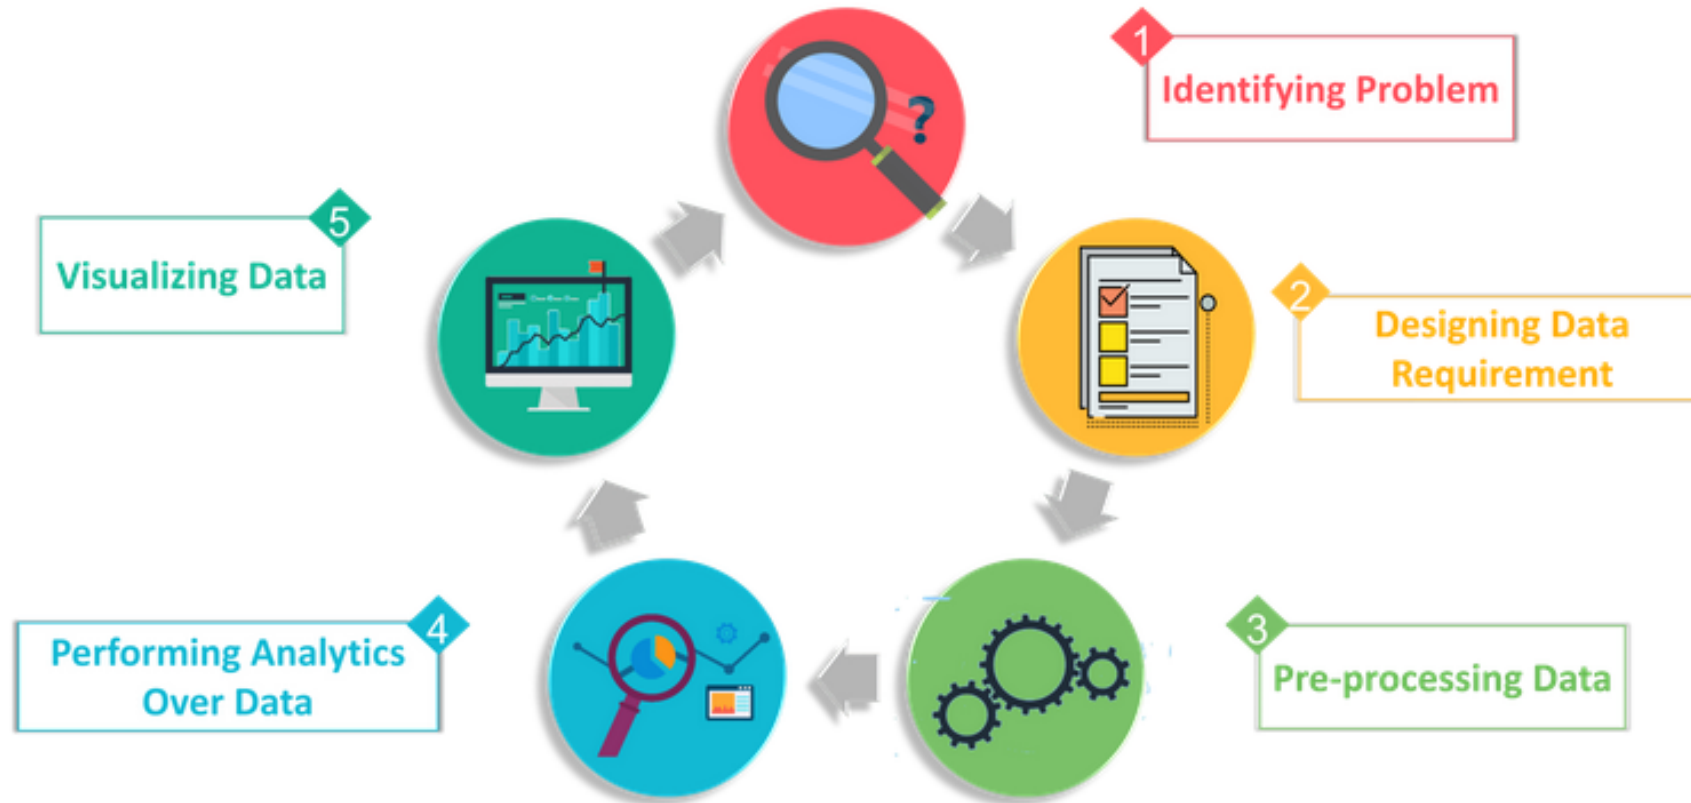 1
Identifying Problem
?
2
Designing Data
Requirement
3
Pre-processing Data
4
Performing Analytics
Over Data
5
Visualizing Data